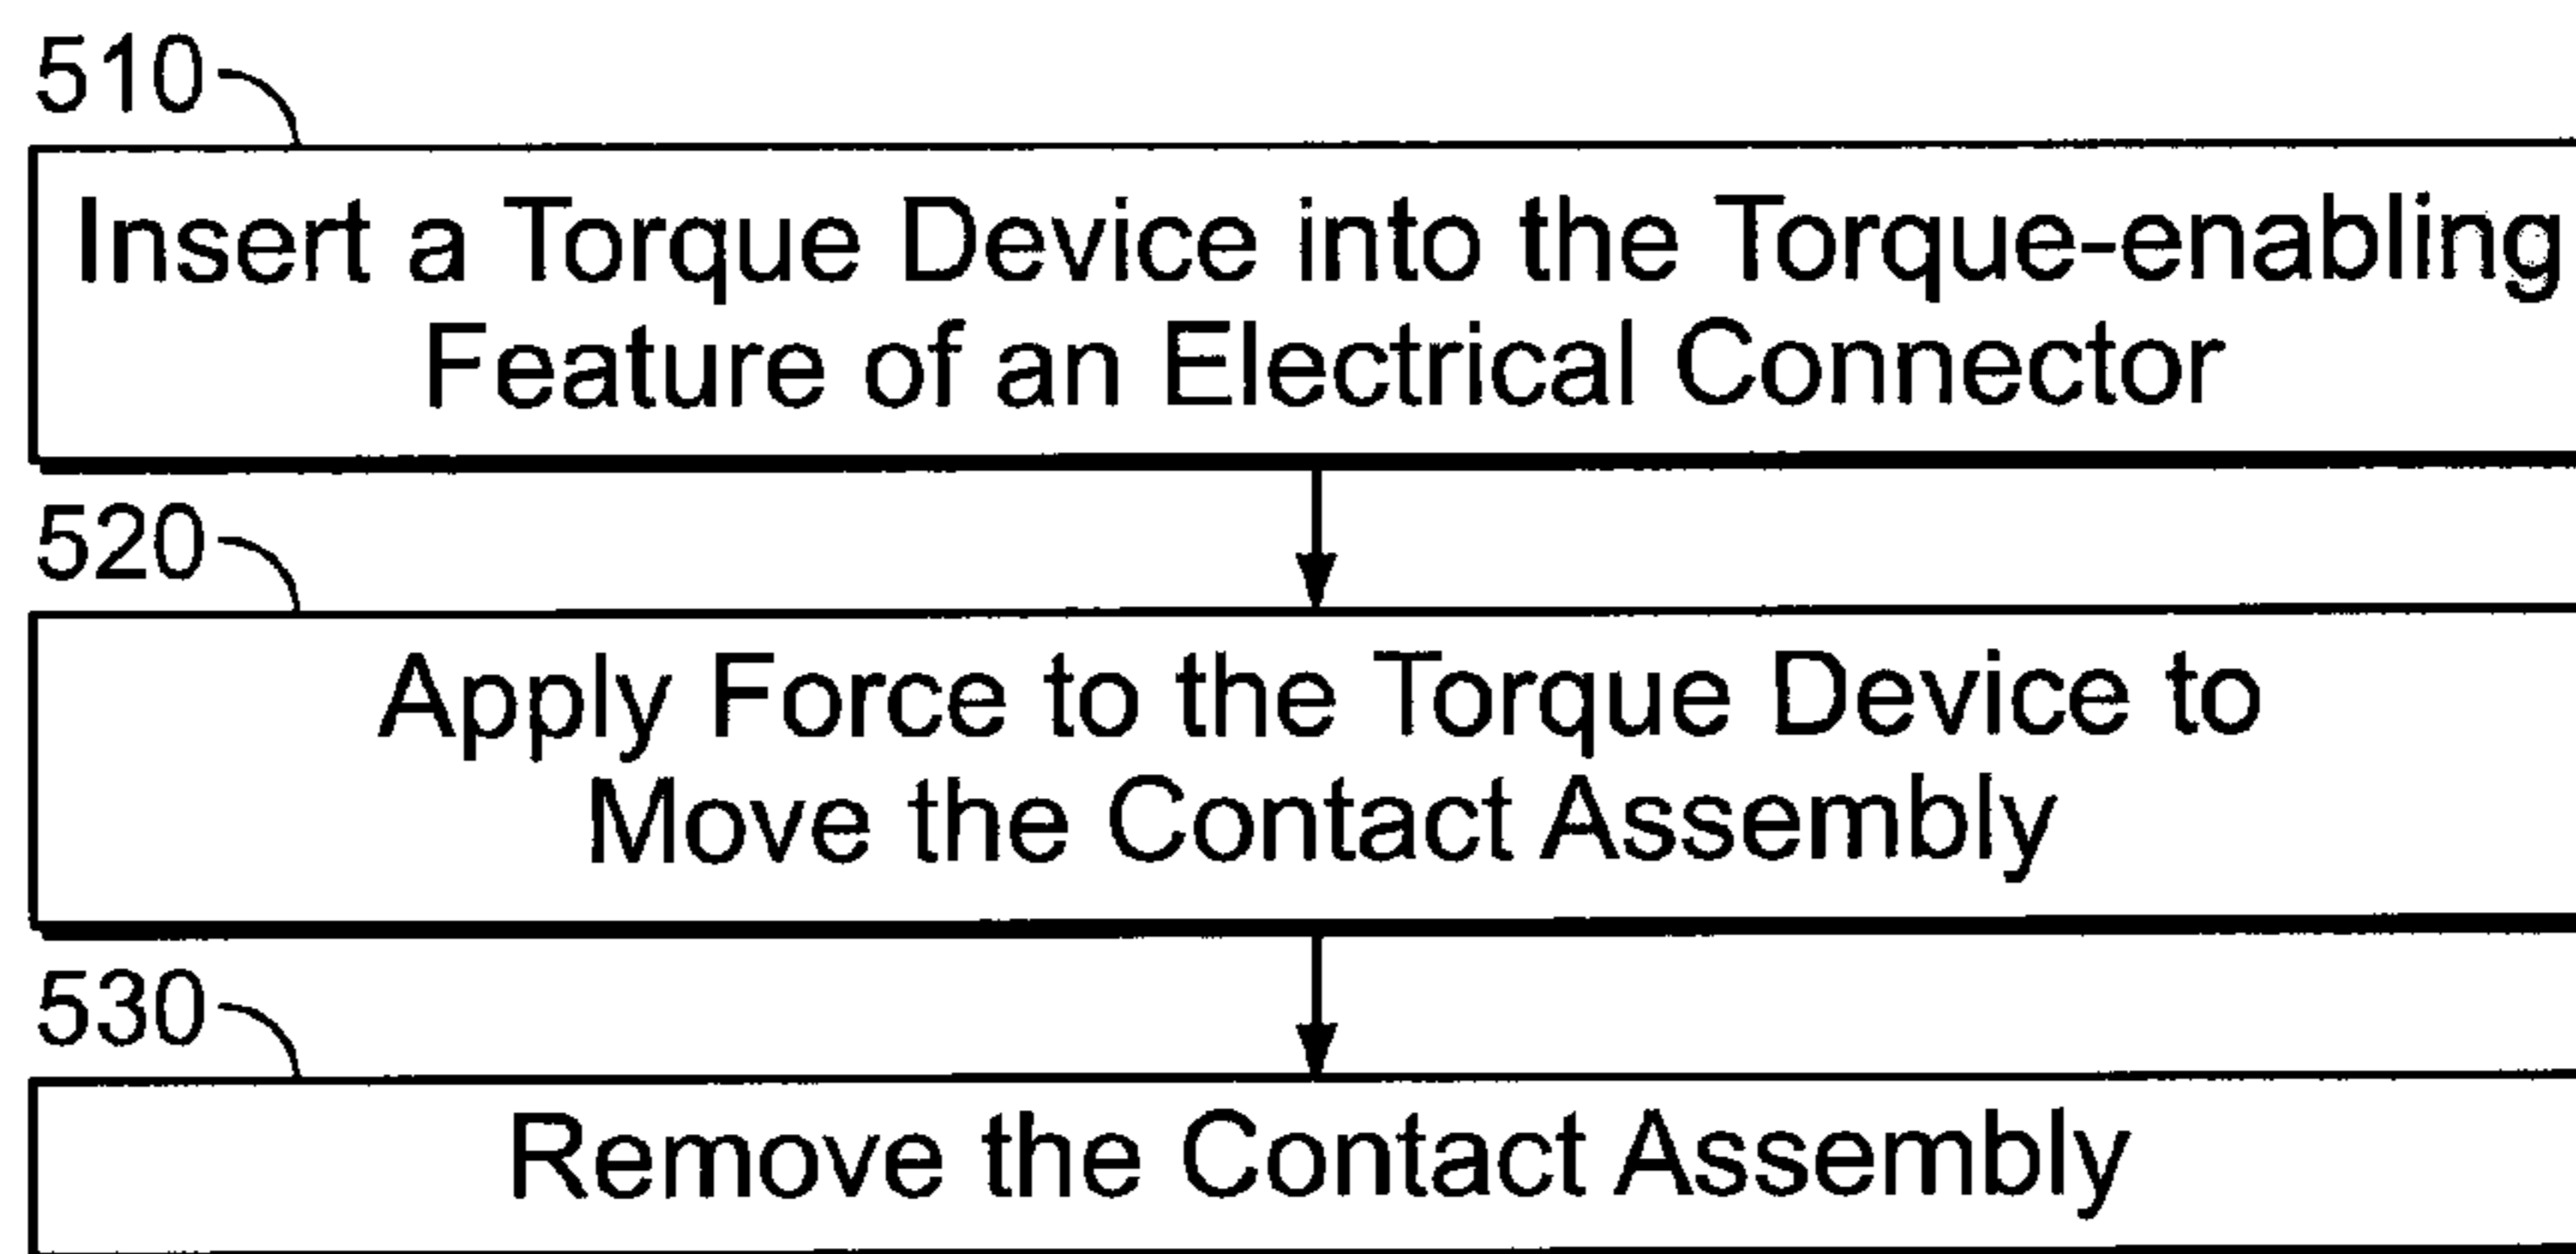 510
Insert a Torque Device into the Torque-enabling
Feature of an Electrical Connector
520
Apply Force to the Torque Device to
Move the Contact Assembly
530
Remove the Contact Assembly